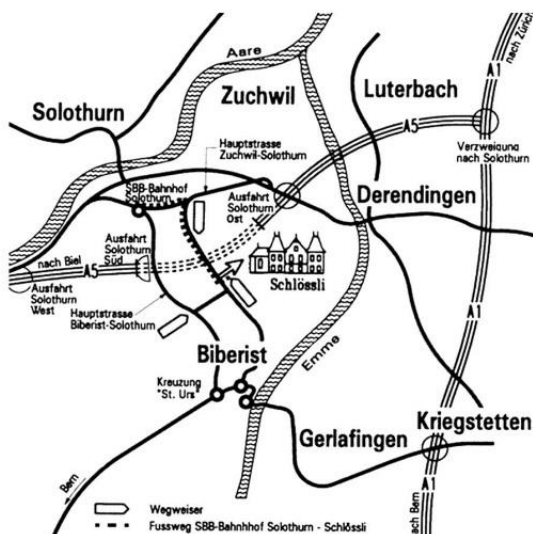 nach Zürich
A1
Aare
Zuchwil
Luterbach
Solothurn
A5
Hauptstrasse
Zuchwil-Solothurn
Verzweigung
nach Solothurn
SBB-Bahnhof
Solothurn
Ausfahrt
Solothurn
Ost
Derendingen
Ausfahrt
Solothurn
Süd
nach Biel
A5
Schlössli
Ausfahrt
Solothurn
West
Hauptstrasse
Biberist-Solothurn
A1
Biberist
Emme
Kreuzung
"St. Urs"
Gerlafingen
Kriegstetten
Bern
A1
nach Bern
Wegweiser
Fussweg SBB-Bahnhhof Solothurn - Schlössli